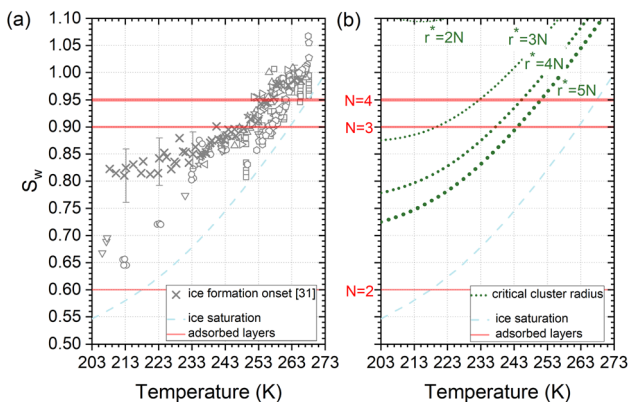 (a)
(b)
1.10
1.05
1.00
0.95
0.90
0.85
0.80
0.75
0.70
0.65
0.60
0.55
0.50
S_w
203 213 223 233 243 253 263 273
203 213 223 233 243 253 263 273
Temperature (K)
Temperature (K)
ice formation onset [31]
ice saturation
adsorbed layers
N=4
N=3
N=2
r*=2N
r*=3N
r*=4N
r*=5N
critical cluster radius
ice saturation
adsorbed layers